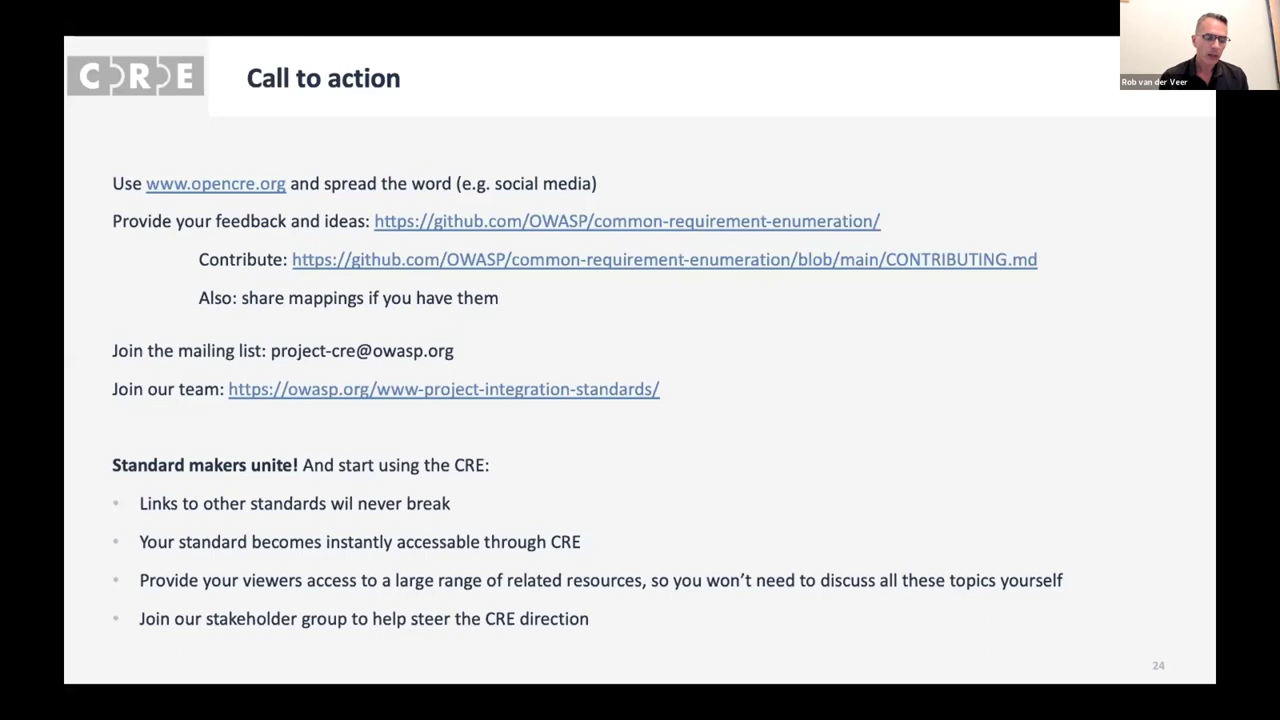 CRE
Call to action
Rob van der Veer
Use www.opencre.org and spread the word (e.g. social media)
Provide your feedback and ideas: https://github.com/OWASP/common-requirement-enumeration/
Contribute: https://github.com/OWASP/common-requirement-enumeration/blob/main/CONTRIBUTING.md
Also: share mappings if you have them
Join the mailing list: project-cre@owasp.org
Join our team: https://owasp.org/www-project-integration-standards/
Standard makers unite! And start using the CRE:
• Links to other standards wil never break
• Your standard becomes instantly accessable through CRE
• Provide your viewers access to a large range of related resources, so you won’t need to discuss all these topics yourself
• Join our stakeholder group to help steer the CRE direction
24